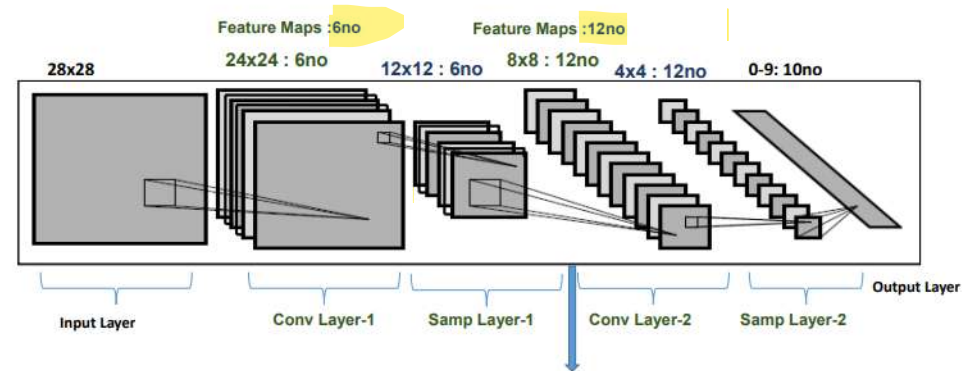 Feature Maps :6no
Feature Maps :12no
28x28
24x24 : 6no
12x12 : 6no
8x8 : 12no
4x4 : 12no
0-9: 10no
Input Layer
Conv Layer-1
Samp Layer-1
Conv Layer-2
Samp Layer-2
Output Layer